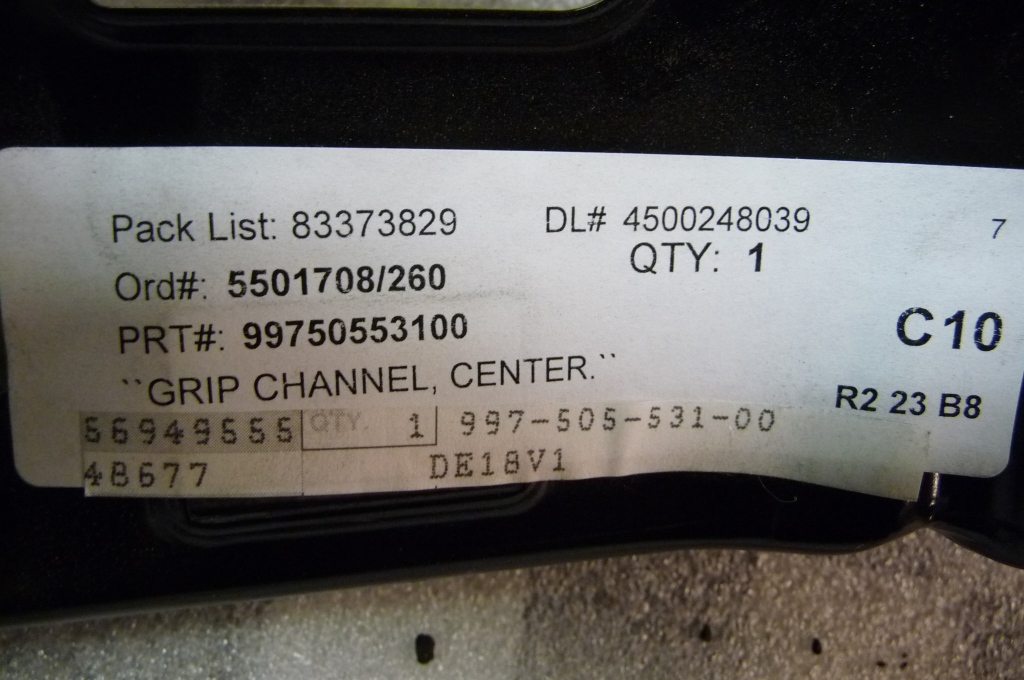 Pack List: 83373829 DL# 4500248039 7
QTY: 1
Ord#: 5501708/260
PRT#: 99750553100 C10
``GRIP CHANNEL, CENTER.`` R2 23 B8
56949555 QTY. 1 997-505-531-00
48677 DE18V1